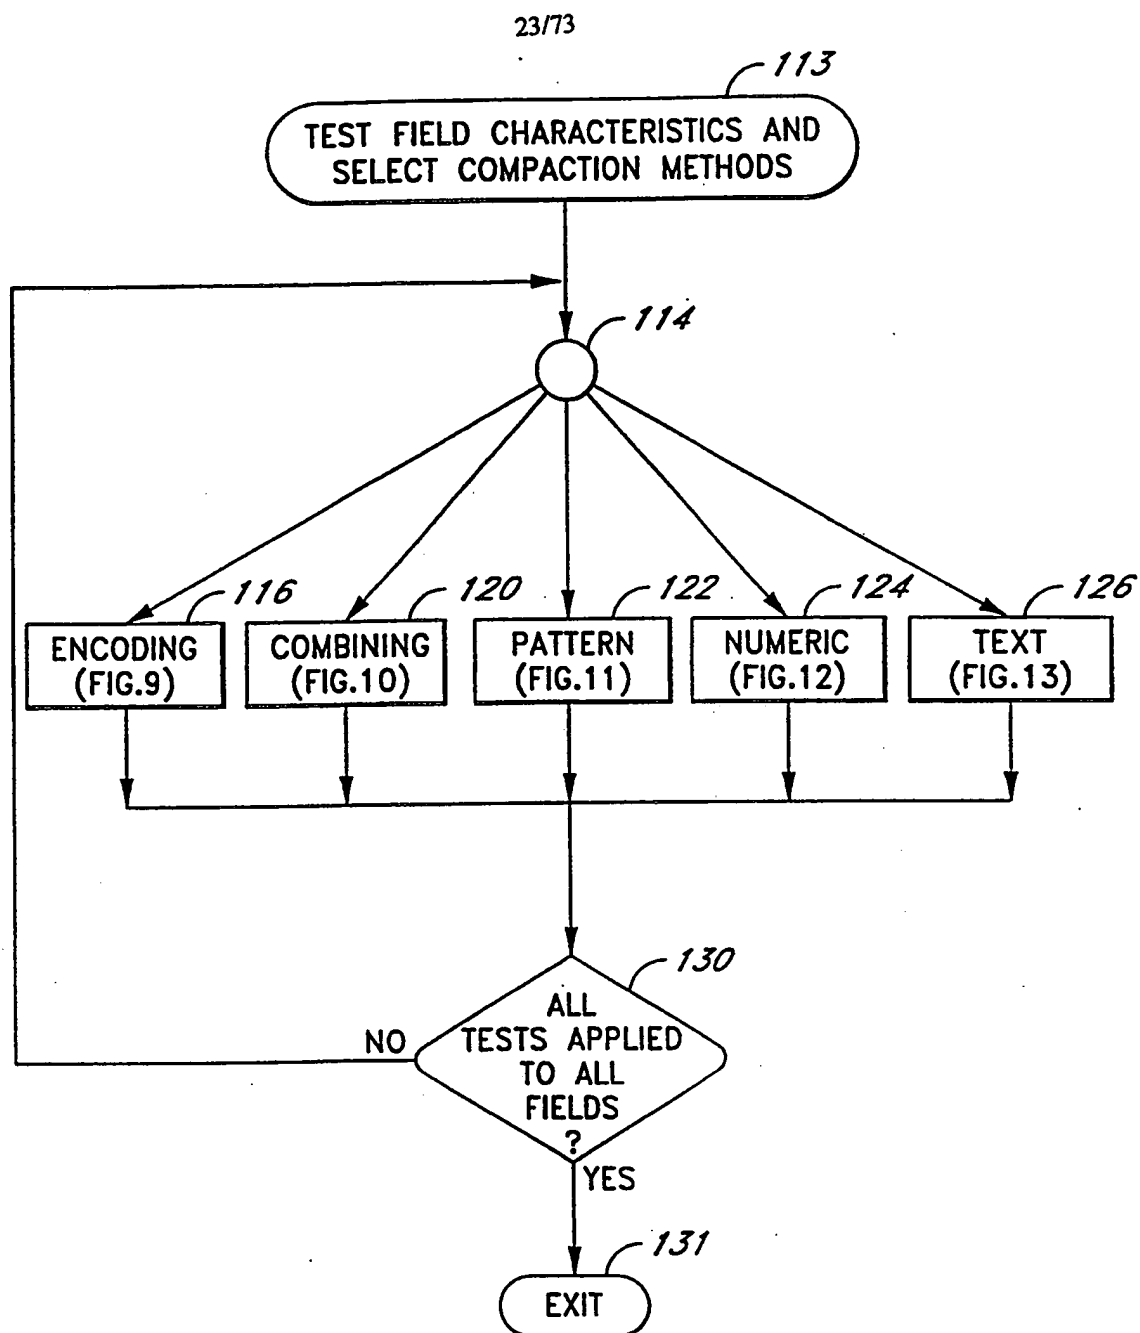 23/73
113
TEST FIELD CHARACTERISTICS AND
SELECT COMPACTION METHODS
114
116
120
122
124
126
ENCODING
(FIG.9)
COMBINING
(FIG.10)
PATTERN
(FIG.11)
NUMERIC
(FIG.12)
TEXT
(FIG.13)
130
ALL
TESTS APPLIED
TO ALL
FIELDS
?
NO
YES
131
EXIT